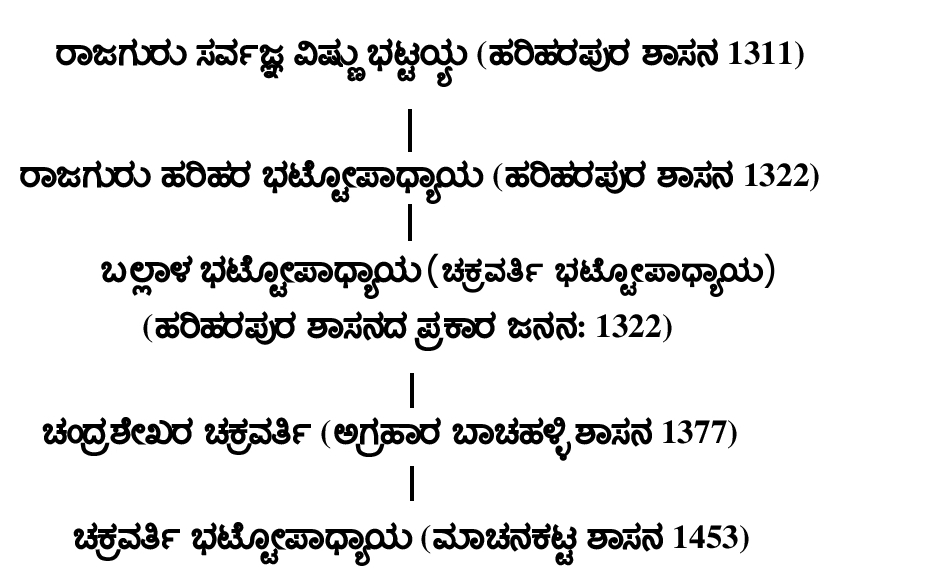 ರಾಜಗುರು ಸರ್ವಜ್ಞ ವಿಷ್ಣುಭಟ್ಟಯ್ಯ (ಹರಿಹರಪುರ ಶಾಸನ 1311)
ರಾಜಗುರು ಹರಿಹರ ಭಟ್ಟೋಪಾಧ್ಯಾಯ (ಹರಿಹರಪುರ ಶಾಸನ 1322)
ಬಲ್ಲಾಳ ಭಟ್ಟೋಪಾಧ್ಯಾಯ (ಚಕ್ರವರ್ತಿ ಭಟ್ಟೋಪಾಧ್ಯಾಯ)
(ಹರಿಹರಪುರ ಶಾಸನದ ಪ್ರಕಾರ ಜನನ: 1322)
ಚಂದ್ರಶೇಖರ ಚಕ್ರವರ್ತಿ (ಅಗ್ರಹಾರ ಬಾಚಹಳ್ಳಿ ಶಾಸನ 1377)
ಚಕ್ರವರ್ತಿ ಭಟ್ಟೋಪಾಧ್ಯಾಯ (ಮಾಚನಕಟ್ಟ ಶಾಸನ 1453)